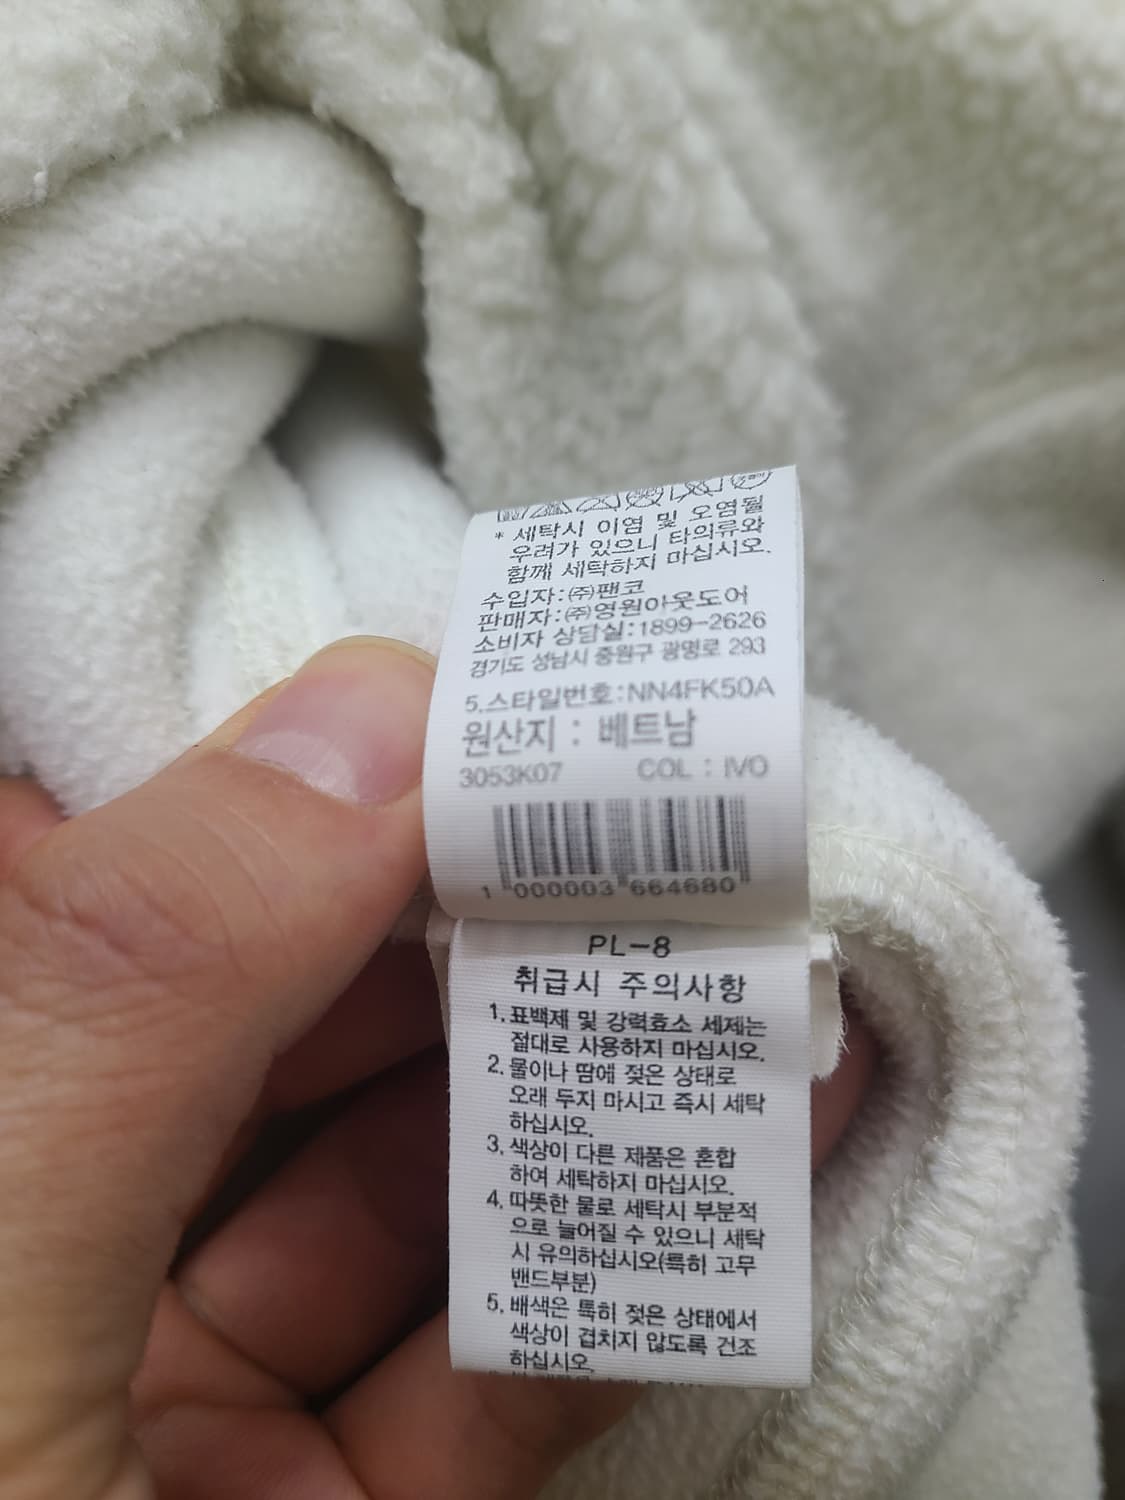 * 세탁시 이염 및 오염될
우려가 있으니 타의류와
함께 세탁하지 마십시오.
수입자:㈜팬코
판매자:㈜영원아웃도어
소비자 상담실:1899-2626
경기도 성남시 중원구 광명로 293
5.스타일번호:NN4FK50A
원산지 : 베트남
3053K07 COL : IVO
1 000003 664680
PL-8
취급시 주의사항
1. 표백제 및 강력효소 세제는
절대로 사용하지 마십시오.
2. 물이나 땀에 젖은 상태로
오래 두지 마시고 즉시 세탁
하십시오.
3. 색상이 다른 제품은 혼합
하여 세탁하지 마십시오.
4. 따뜻한 물로 세탁시 부분적
으로 늘어질 수 있으니 세탁
시 유의하십시오(특히 고무
밴드부분)
5. 배색은 특히 젖은 상태에서
색상이 겹치지 않도록 건조
하십시오.